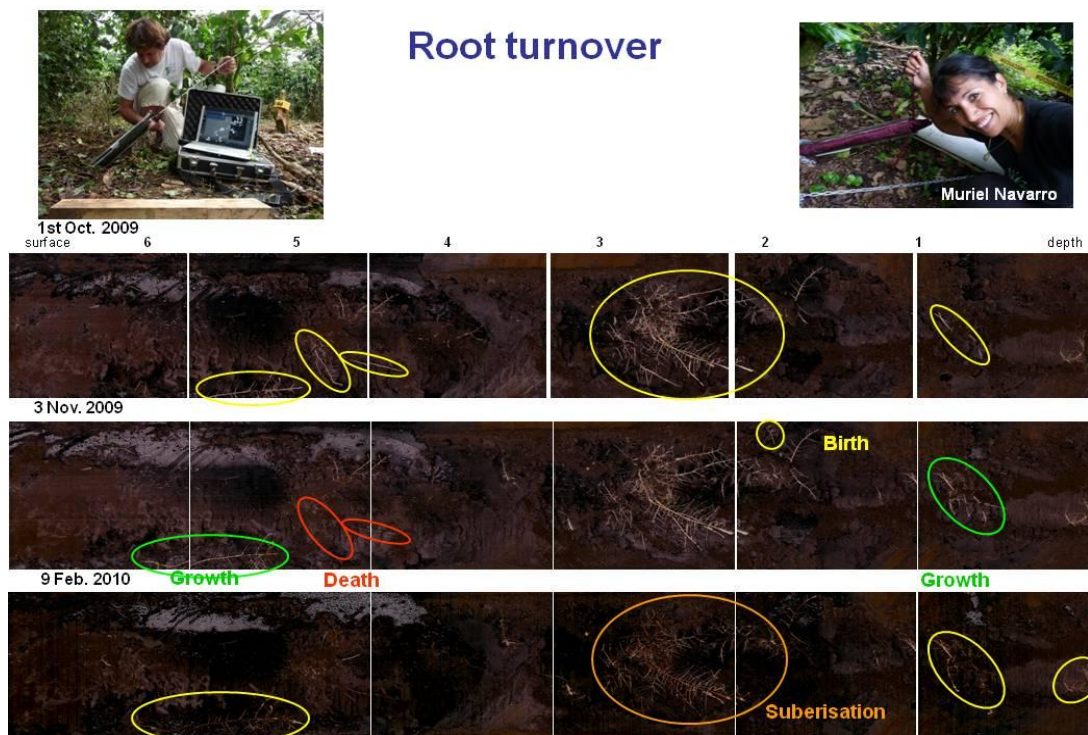 Root turnover
Muriel Navarro
1st Oct. 2009
surface 6 5 4 3 2 1 depth
3 Nov. 2009
Birth
9 Feb. 2010 Growth Death Growth
Suberisation